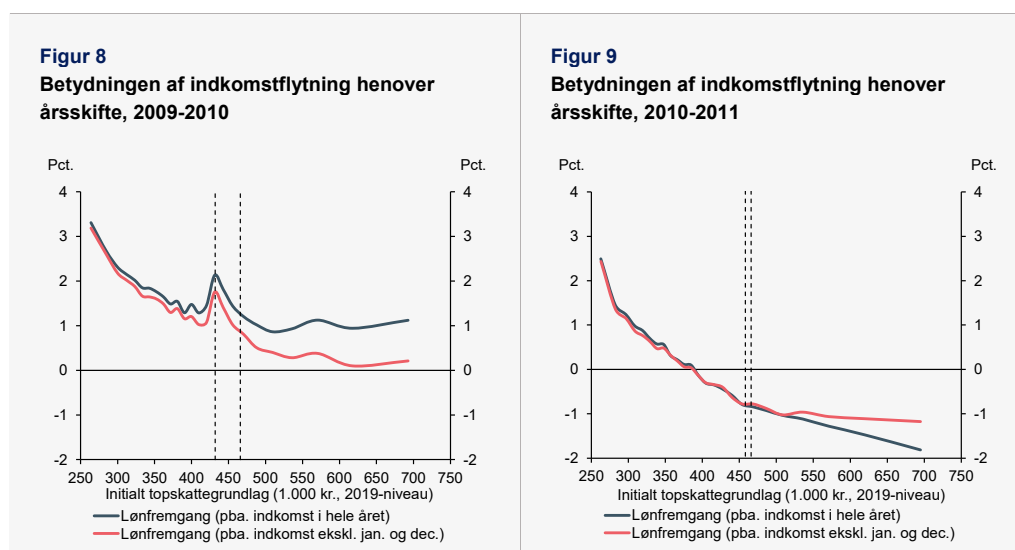 Figur 8
Betydningen af indkomstflytning henover
årsskifte, 2009-2010
Pct.
Pct.
4
4
3
3
2
2
1
1
0
0
-1
-1
-2
-2
250 300 350 400 450 500 550 600 650 700 750
Initialt topskattegrundlag (1.000 kr., 2019-niveau)
Lønfremgang (pba. indkomst i hele året)
Lønfremgang (pba. indkomst ekskl. jan. og dec.)
Figur 9
Betydningen af indkomstflytning henover
årsskifte, 2010-2011
Pct.
Pct.
4
4
3
3
2
2
1
1
0
0
-1
-1
-2
-2
250 300 350 400 450 500 550 600 650 700 750
Initialt topskattegrundlag (1.000 kr., 2019-niveau)
Lønfremgang (pba. indkomst i hele året)
Lønfremgang (pba. indkomst ekskl. jan. og dec.)